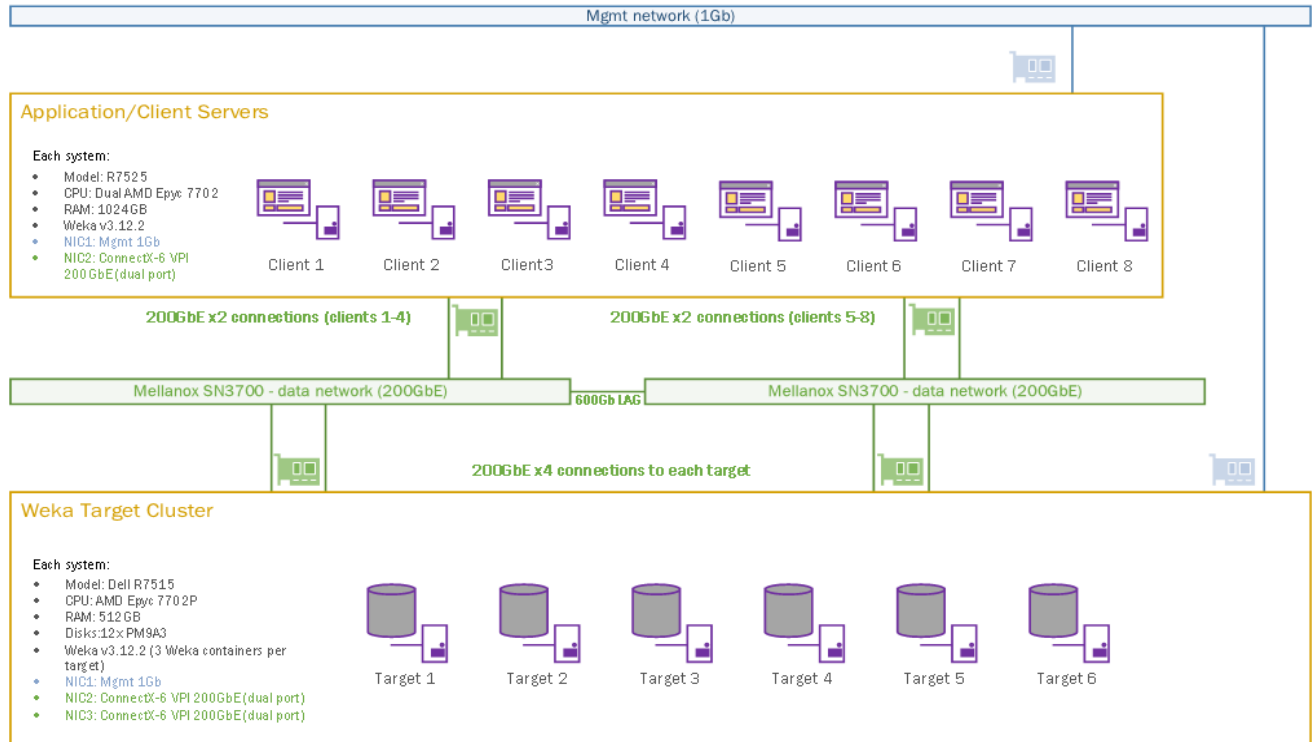 Mgmt network (1Gb)
Application/Client Servers
Each system:
Model: R7525
CPU: Dual AMD Epyc 7702
RAM: 1024GB
Weka v3.12.2
NIC1: Mgmt 1Gb
NIC2: ConnectX-6 VPI
200GbE(dual port)
Client 1
Client 2
Client3
Client 4
Client 5
Client 6
Client 7
Client 8
200GbE x2 connections (clients 1-4)
200GbE x2 connections (clients 5-8)
Mellanox SN3700 - data network (200GbE)
600Gb LAG
Mellanox SN3700 - data network (200GbE)
200GbE x4 connections to each target
Weka Target Cluster
Each system:
Model: Dell R7515
CPU: AMD Epyc 7702P
RAM: 512GB
Disks:12x PM9A3
Weka v3.12.2 (3 Weka containers per
target)
NIC1: Mgmt 1Gb
NIC2: ConnectX-6 VPI 200GbE(dual port)
NIC3: ConnectX-6 VPI 200GbE(dual port)
Target 1
Target 2
Target 3
Target 4
Target 5
Target 6